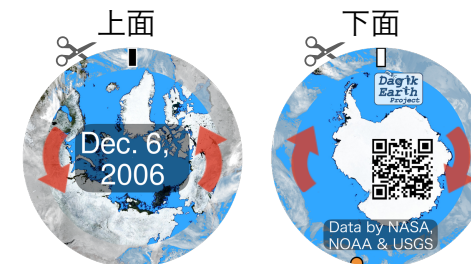 上面
下面
Dec. 6,
2006
Dagik
Earth
Project
Data by NASA,
NOAA & USGS